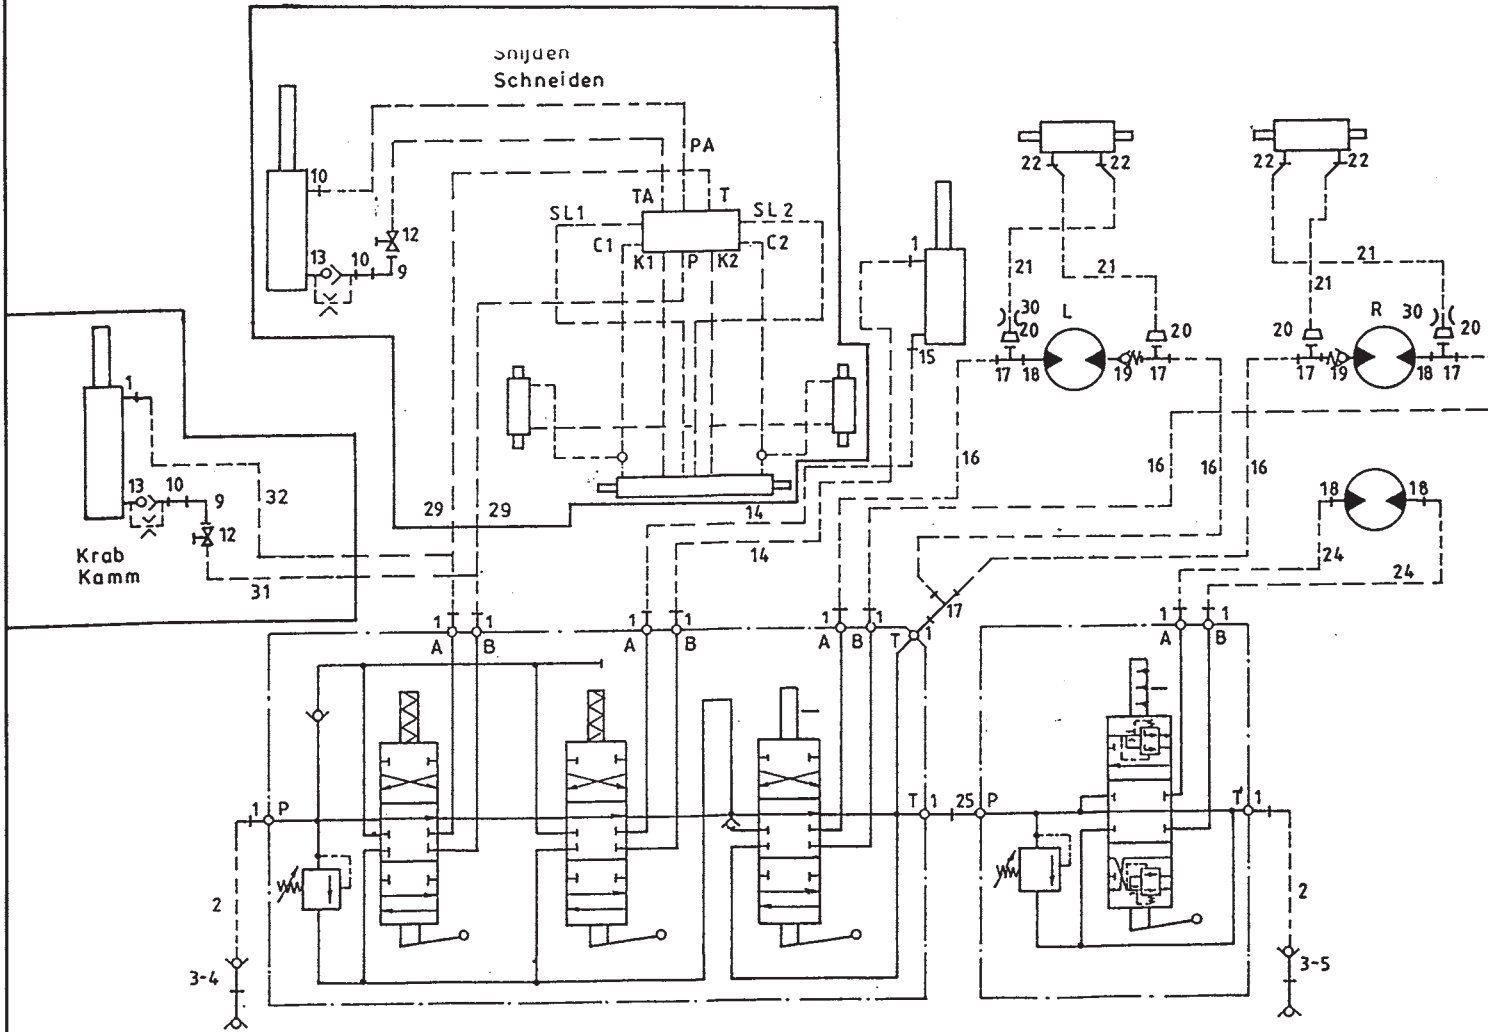 Snijden
Schneiden
PA
10
TA T
SL1 SL2
12
C1 C2
13 10 9
K1 P K2
1
22 22 22 22
21 21 21 21
30 L R 30
20 20 20 20
15
17 18 19 17 17 19 18 17
1
13 10 9
32
12
29 29
14
14
16 16 16 16
18 18
24 24
Krab
Kamm
31
17
1 1 1 1 1 1 1 1 1
A B A B A B T A B
1 P T 1 25 P T 1
2 2
3-4 3-5